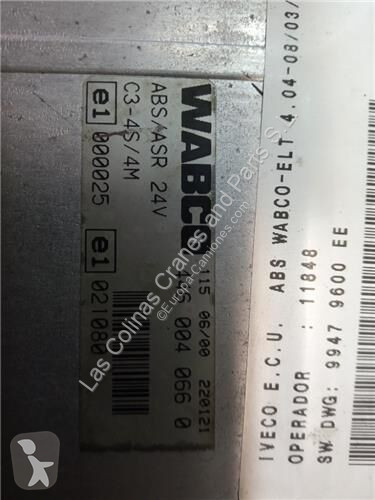 WABCO
446 004 066 0
115 06/00 220121
ABS/ASR 24V
C3-4S/4M
e1 000025
e1 021080
IVECO E.C.U. ABS WABCO-ELT 4.04-08/03/
OPERADOR : 11848
SW DWG: 9947 9600 EE
Las Colinas Cranes and Parts S.
© Europa-Camiones.com